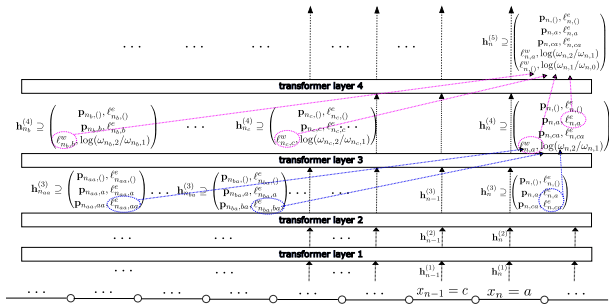 h_n^{(5)} ⊇ ( p_{n,()}, ℓ^e_{n,()}
p_{n,a}, ℓ^e_{n,a}
p_{n,ca}, ℓ^e_{n,ca}
ℓ^w_{n,a}, log(ω_{n,2}/ω_{n,1})
ℓ^w_{n,()}, log(ω_{n,1}/ω_{n,0}) )
... ... ...
transformer layer 4
h_{n_b}^{(4)} ⊇ ( p_{n_b,()}, ℓ^e_{n_b,()} ... h_{n_c}^{(4)} ⊇ ( p_{n_c,()}, ℓ^e_{n_c,()} ... h_n^{(4)} ⊇ ( p_{n,()}, ℓ^e_{n,()}
p_{n_b,b}, ℓ^e_{n_b,b} p_{n_c,c}, ℓ^e_{n_c,c} p_{n,a}, ℓ^e_{n,a}
p_{n,ca}, ℓ^e_{n,ca}
ℓ^w_{n_b,b}, log(ω_{n_b,2}/ω_{n_b,1}) ) ℓ^w_{n_c,c}, log(ω_{n_c,2}/ω_{n_c,1}) ) ℓ^w_{n,a}, log(ω_{n,2}/ω_{n,1}) )
transformer layer 3
h_{n_{aa}}^{(3)} ⊇ ( p_{n_{aa},()}, ℓ^e_{n_{aa},()} ... h_{n_{ba}}^{(3)} ⊇ ( p_{n_{ba},()}, ℓ^e_{n_{ba},()} ... ... h_{n-1}^{(3)} h_n^{(3)} ⊇ ( p_{n,()}, ℓ^e_{n,()}
p_{n_{aa},a}, ℓ^e_{n_{aa},a} p_{n_{ba},a}, ℓ^e_{n_{ba},a} p_{n,a}, ℓ^e_{n,a}
p_{n_{aa},aa}, ℓ^e_{n_{aa},aa} ) p_{n_{ba},ba}, ℓ^e_{n_{ba},ba} ) p_{n,ca}, ℓ^e_{n,ca} )
transformer layer 2
... ... ... ... ... h_{n-1}^{(2)} h_n^{(2)} ...
transformer layer 1
... ... ... ... ... h_{n-1}^{(1)} h_n^{(1)} ...
... ... ... ... ... x_{n-1} = c x_n = a ...